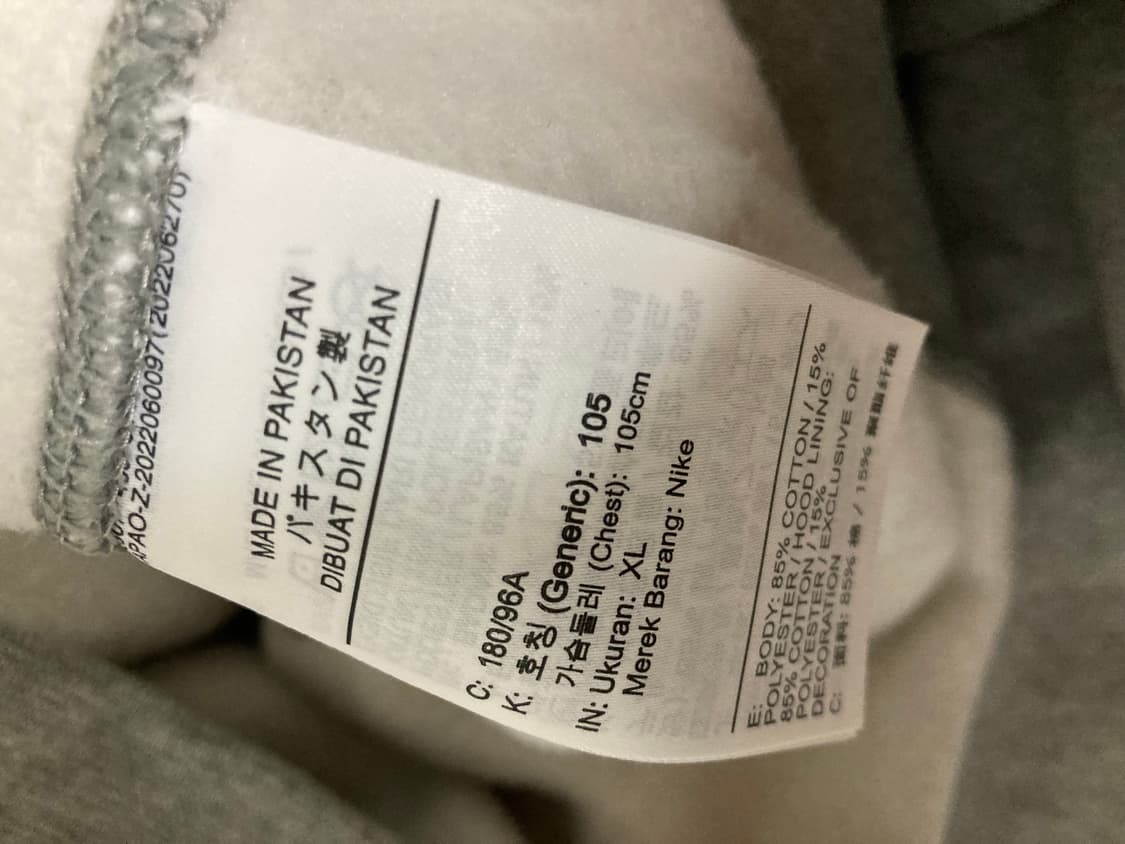 APAO-Z-2022060097(202206270)
MADE IN PAKISTAN
パキスタン製
DIBUAT DI PAKISTAN
C: 180/96A
K: 호칭 (Generic): 105
가슴둘레 (Chest): 105cm
IN: Ukuran: XL
Merek Barang: Nike
E: BODY: 85% COTTON / 15%
POLYESTER / HOOD LINING:
85% COTTON / 15%
POLYESTER / EXCLUSIVE OF
DECORATION
C: 面料: 85% 棉 / 15% 聚酯纤维